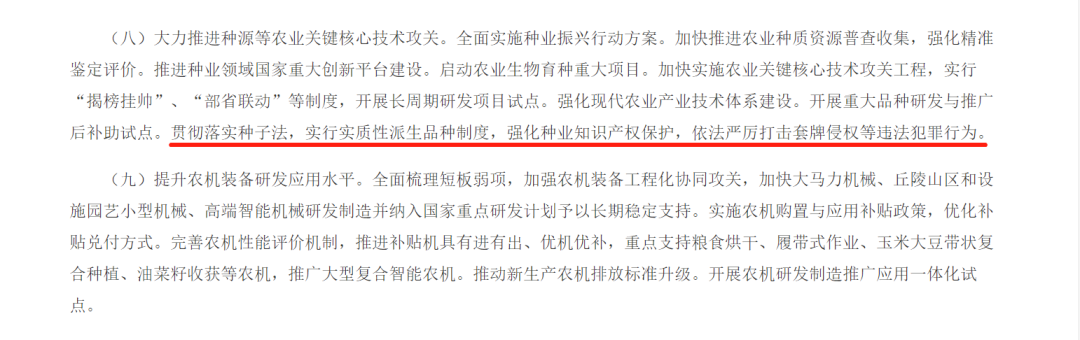 （八）大力推进种源等农业关键核心技术攻关。全面实施种业振兴行动方案。加快推进农业种质资源普查收集，强化精准
鉴定评价。推进种业领域国家重大创新平台建设。启动农业生物育种重大项目。加快实施农业关键核心技术攻关工程，实行
“揭榜挂帅”、“部省联动”等制度，开展长周期研发项目试点。强化现代农业产业技术体系建设。开展重大品种研发与推广
后补助试点。贯彻落实种子法，实行实质性派生品种制度，强化种业知识产权保护，依法严厉打击套牌侵权等违法犯罪行为。
（九）提升农机装备研发应用水平。全面梳理短板弱项，加强农机装备工程化协同攻关，加快大马力机械、丘陵山区和设
施园艺小型机械、高端智能机械研发制造并纳入国家重点研发计划予以长期稳定支持。实施农机购置与应用补贴政策，优化补
贴兑付方式。完善农机性能评价机制，推进补贴机具有进有出、优机优补，重点支持粮食烘干、履带式作业、玉米大豆带状复
合种植、油菜籽收获等农机，推广大型复合智能农机。推动新生产农机排放标准升级。开展农机研发制造推广应用一体化试
点。